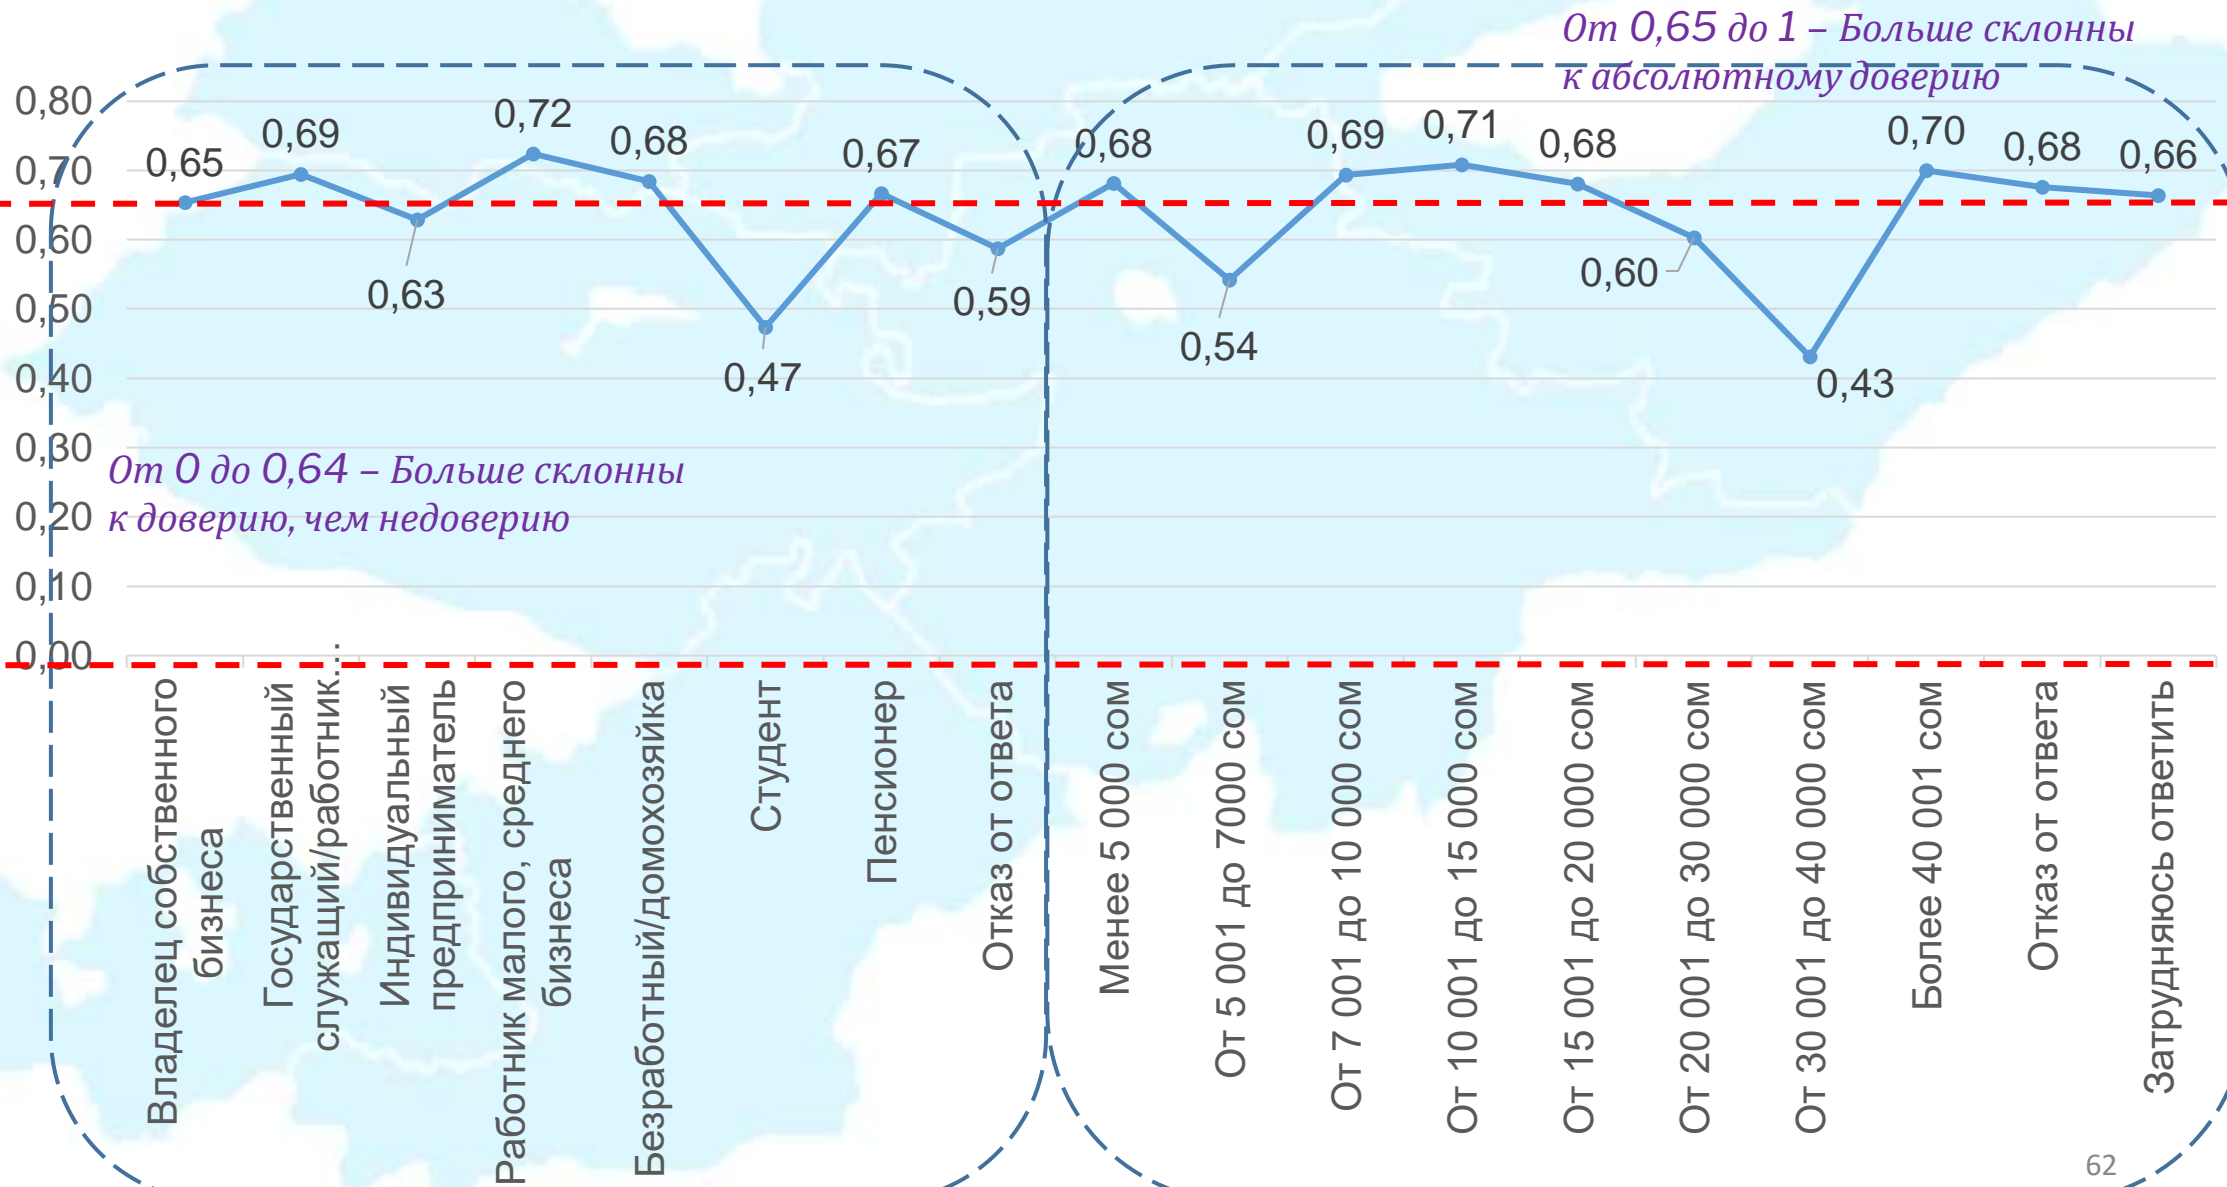 От 0,65 до 1 – Больше склонны
к абсолютному доверию
0,80
0,70
0,60
0,50
0,40
0,30
0,20
0,10
0,00
0,65
0,69
0,63
0,72
0,68
0,47
0,67
0,59
0,68
0,54
0,69
0,71
0,68
0,60
0,43
0,70
0,68
0,66
От 0 до 0,64 – Больше склонны
к доверию, чем недоверию
Владелец собственного
бизнеса
Государственный
служащий/работник…
Индивидуальный
предприниматель
Работник малого, среднего
бизнеса
Безработный/домохозяйка
Студент
Пенсионер
Отказ от ответа
Менее 5 000 сом
От 5 001 до 7000 сом
От 7 001 до 10 000 сом
От 10 001 до 15 000 сом
От 15 001 до 20 000 сом
От 20 001 до 30 000 сом
От 30 001 до 40 000 сом
Более 40 001 сом
Отказ от ответа
Затрудняюсь ответить
62